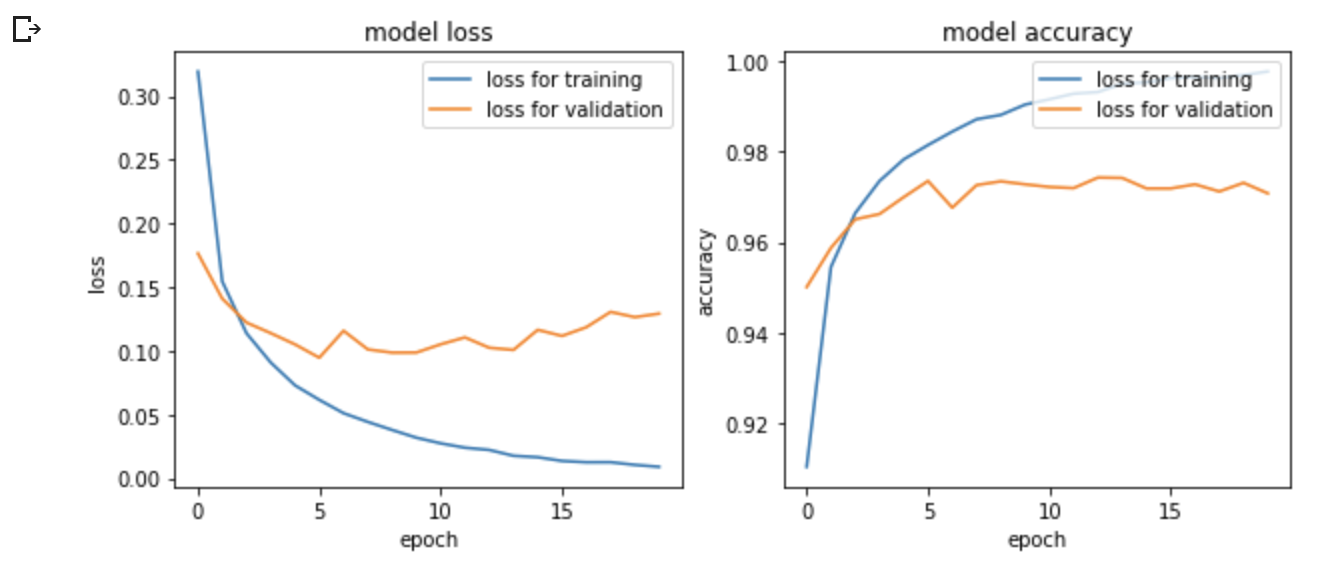 model loss
loss for training
loss for validation
0.30
0.25
0.20
0.15
0.10
0.05
0.00
loss
0
5
10
15
epoch
model accuracy
loss for training
loss for validation
1.00
0.98
0.96
0.94
0.92
accuracy
0
5
10
15
epoch